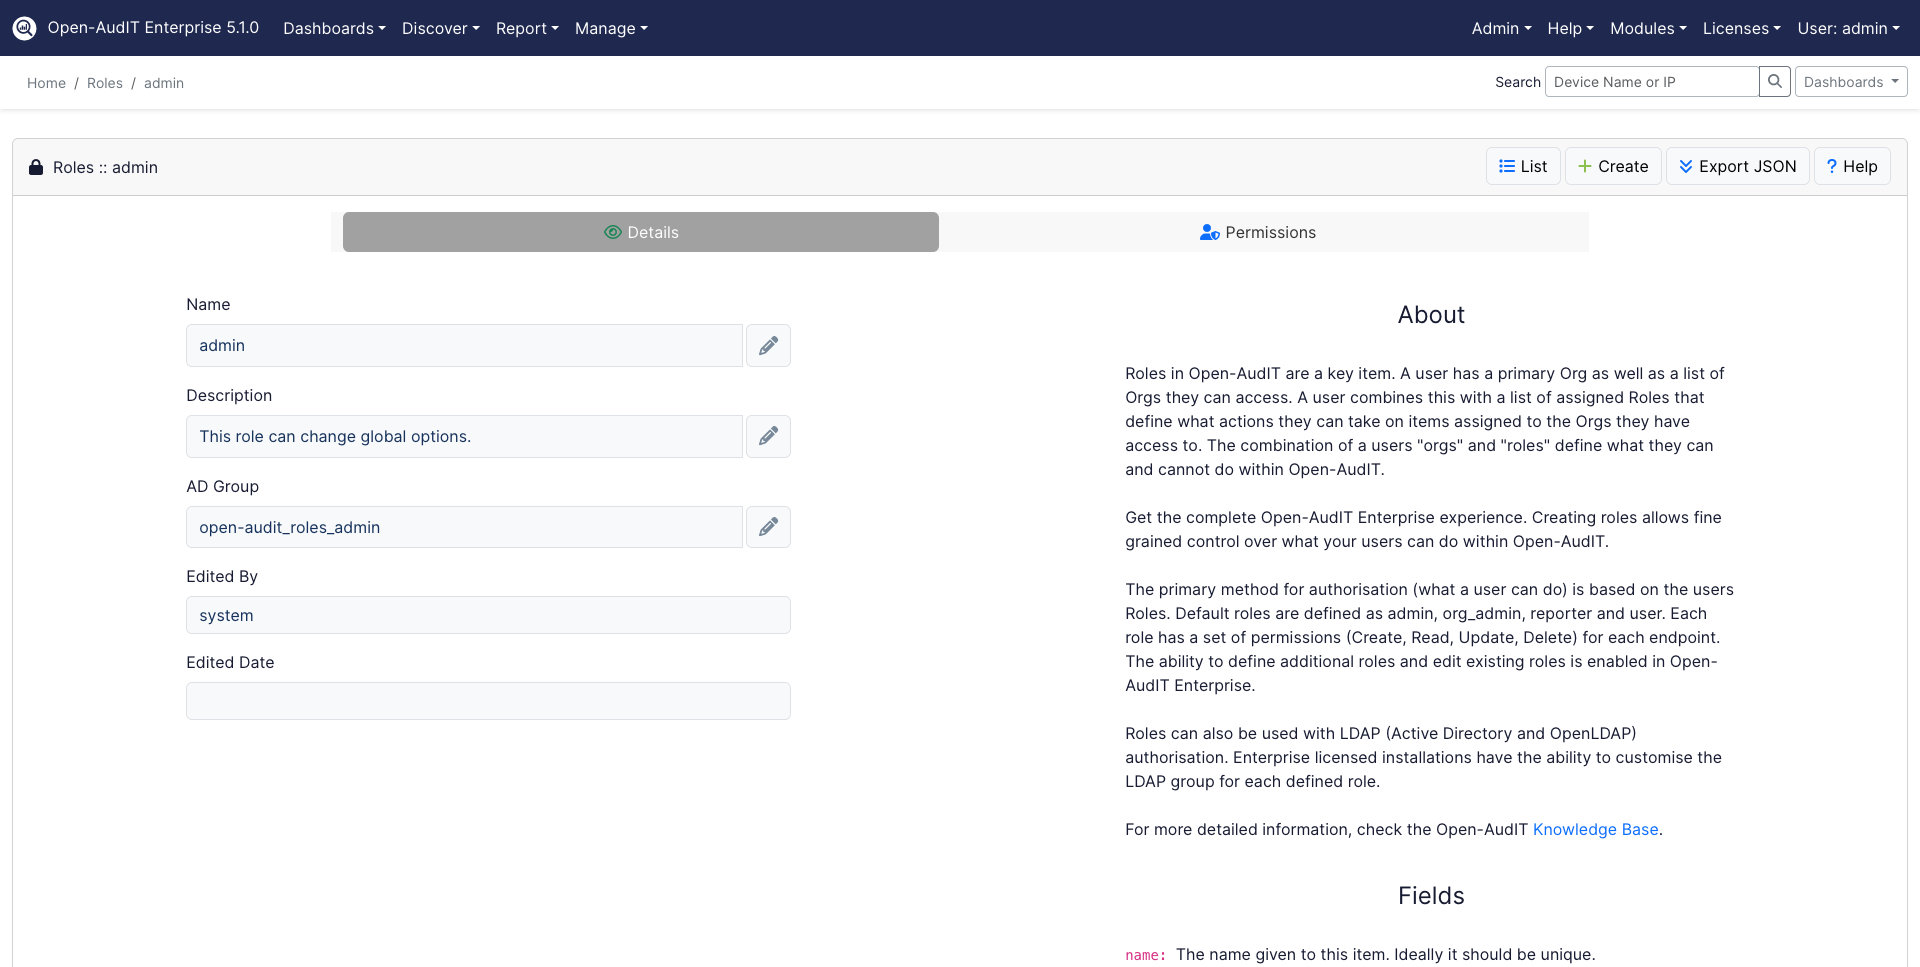 Open-AudIT Enterprise 5.1.0 Dashboards Discover Report Manage Admin Help Modules Licenses User: admin
Home / Roles / admin
Search Device Name or IP Dashboards
Roles :: admin
List Create Export JSON ? Help
Details Permissions
Name
admin
Description
This role can change global options.
AD Group
open-audit_roles_admin
Edited By
system
Edited Date
About
Roles in Open-AudIT are a key item. A user has a primary Org as well as a list of
Orgs they can access. A user combines this with a list of assigned Roles that
define what actions they can take on items assigned to the Orgs they have
access to. The combination of a users "orgs" and "roles" define what they can
and cannot do within Open-AudIT.
Get the complete Open-AudIT Enterprise experience. Creating roles allows fine
grained control over what your users can do within Open-AudIT.
The primary method for authorisation (what a user can do) is based on the users
Roles. Default roles are defined as admin, org_admin, reporter and user. Each
role has a set of permissions (Create, Read, Update, Delete) for each endpoint.
The ability to define additional roles and edit existing roles is enabled in Open-
AudIT Enterprise.
Roles can also be used with LDAP (Active Directory and OpenLDAP)
authorisation. Enterprise licensed installations have the ability to customise the
LDAP group for each defined role.
For more detailed information, check the Open-AudIT Knowledge Base.
Fields
name: The name given to this item. Ideally it should be unique.